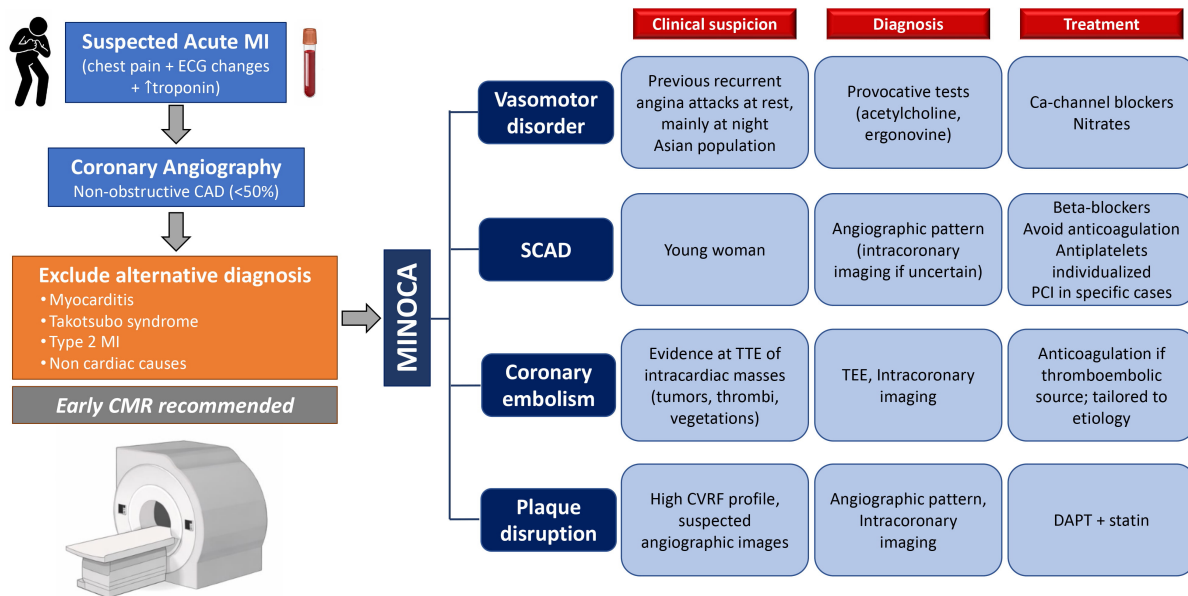 Suspected Acute MI
(chest pain + ECG changes
+ ↑troponin)
Coronary Angiography
Non-obstructive CAD (<50%)
Exclude alternative diagnosis
• Myocarditis
• Takotsubo syndrome
• Type 2 MI
• Non cardiac causes
Early CMR recommended
MINOCA
Clinical suspicion
Diagnosis
Treatment
Vasomotor
disorder
Previous recurrent
angina attacks at rest,
mainly at night
Asian population
Provocative tests
(acetylcholine,
ergonovine)
Ca-channel blockers
Nitrates
SCAD
Young woman
Angiographic pattern
(intracoronary
imaging if uncertain)
Beta-blockers
Avoid anticoagulation
Antiplatelets
individualized
PCI in specific cases
Coronary
embolism
Evidence at TTE of
intracardiac masses
(tumors, thrombi,
vegetations)
TEE, Intracoronary
imaging
Anticoagulation if
thromboembolic
source; tailored to
etiology
Plaque
disruption
High CVRF profile,
suspected
angiographic images
Angiographic pattern,
Intracoronary
imaging
DAPT + statin